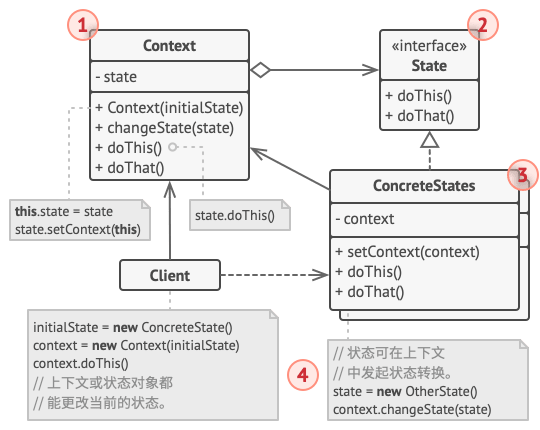 1
Context
- state
+ Context(initialState)
+ changeState(state)
+ doThis()
+ doThat()
2
«interface»
State
+ doThis()
+ doThat()
3
ConcreteStates
- context
+ setContext(context)
+ doThis()
+ doThat()
this.state = state
state.setContext(this)
state.doThis()
Client
initialState = new ConcreteState()
context = new Context(initialState)
context.doThis()
// 上下文或状态对象都
// 能更改当前的状态。
4
// 状态可在上下文
// 中发起状态转换。
state = new OtherState()
context.changeState(state)